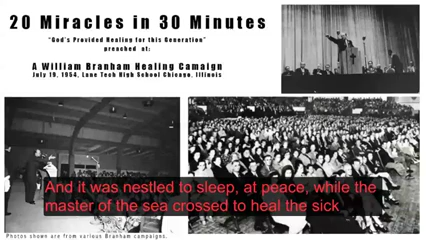 20 Miracles in 30 Minutes
"God's Provided Healing for this Generation"
preached at:
A William Branham Healing Camaign
July 19, 1954, Lane Tech High School Chicago, Illinois
And it was nestled to sleep, at peace, while the
master of the sea crossed to heal the sick
Photos shown are from various Branham campaigns.